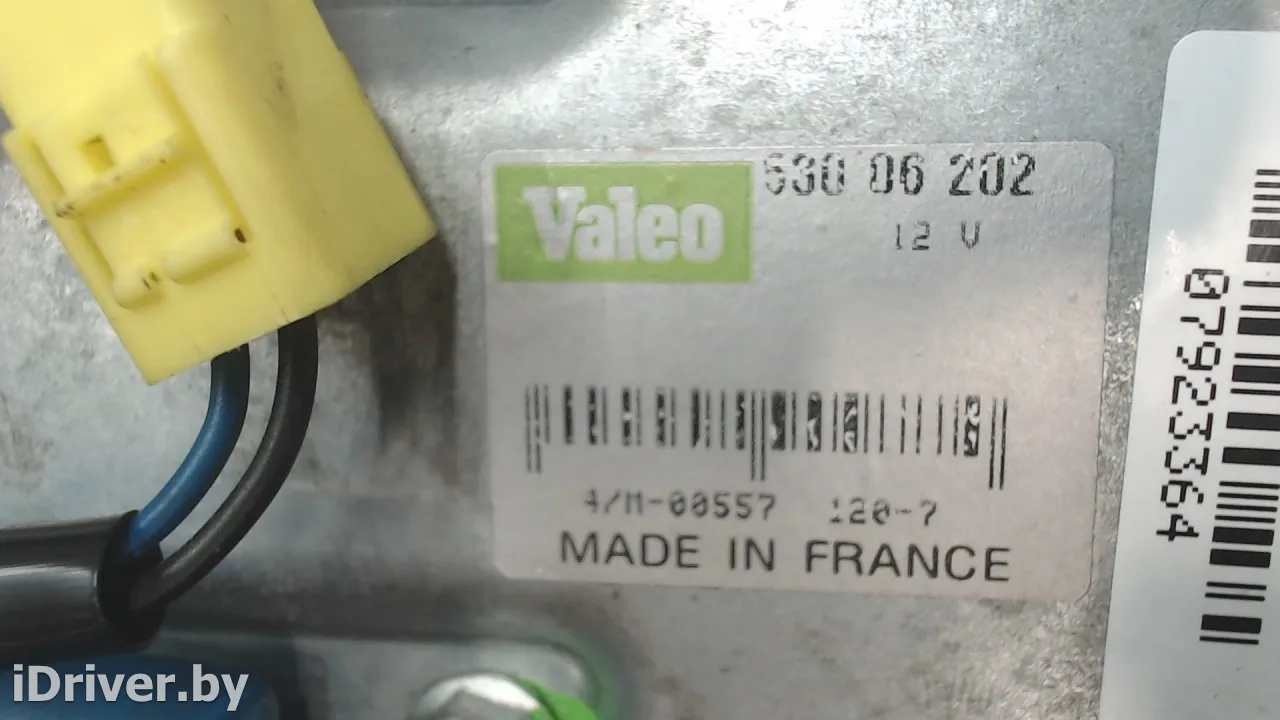 Valeo
530 06 202
12 V
4/M-00557 120-7
MADE IN FRANCE
07923364
iDriver.by